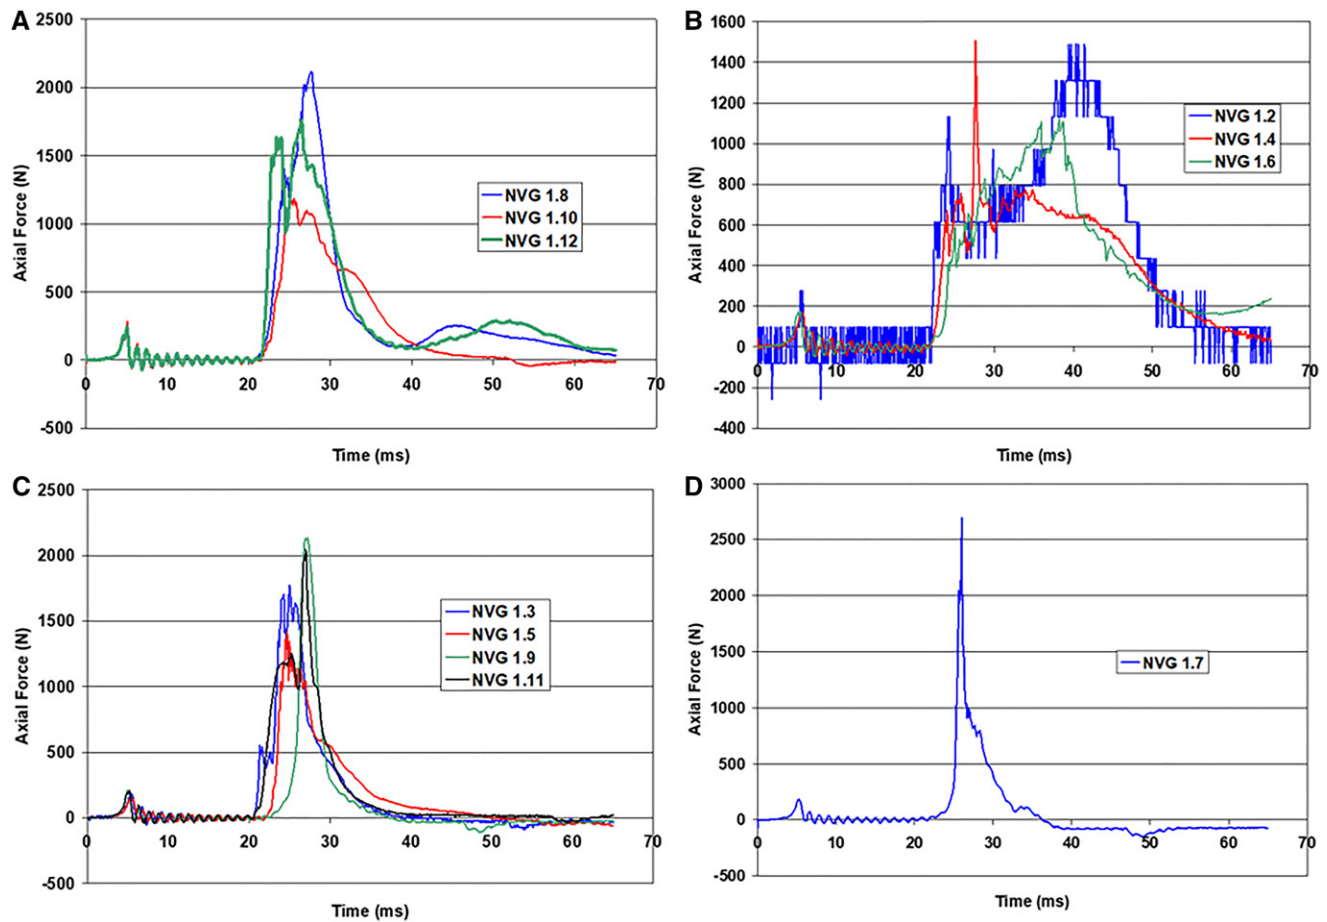 A
2500
2000
1500
1000
500
0
-500
0 10 20 30 40 50 60 70
Axial Force (N)
Time (ms)
NVG 1.8
NVG 1.10
NVG 1.12
B
1600
1400
1200
1000
800
600
400
200
0
-200
-400
0 10 20 30 40 50 60 70
Axial Force (N)
Time (ms)
NVG 1.2
NVG 1.4
NVG 1.6
C
2500
2000
1500
1000
500
0
-500
0 10 20 30 40 50 60 70
Axial Force (N)
Time (ms)
NVG 1.3
NVG 1.5
NVG 1.9
NVG 1.11
D
3000
2500
2000
1500
1000
500
0
-500
0 10 20 30 40 50 60 70
Axial Force (N)
Time (ms)
NVG 1.7